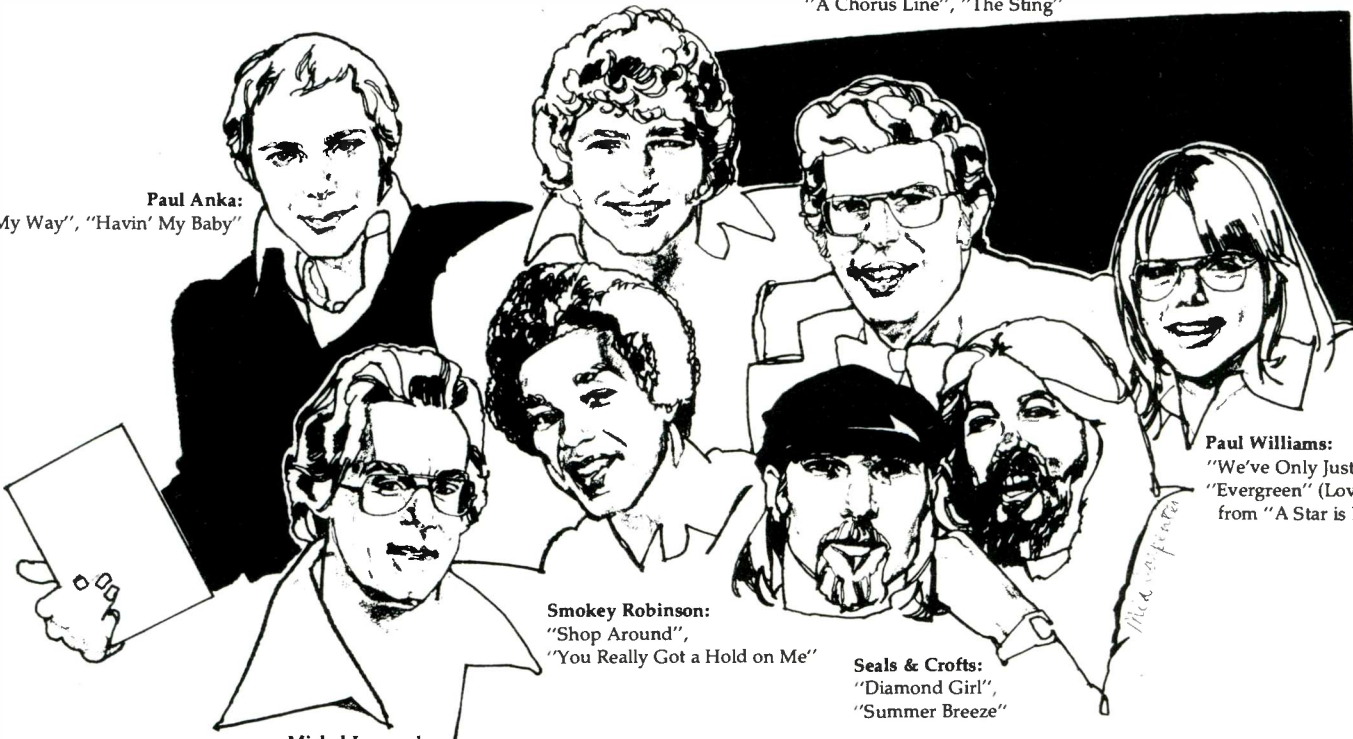 "A Chorus Line", "The Sting"
Paul Anka:
My Way", "Havin' My Baby"
Paul Williams:
"We've Only Just
"Evergreen" (Lov
from "A Star is
Smokey Robinson:
"Shop Around",
"You Really Got a Hold on Me"
Seals & Crofts:
"Diamond Girl",
"Summer Breeze"